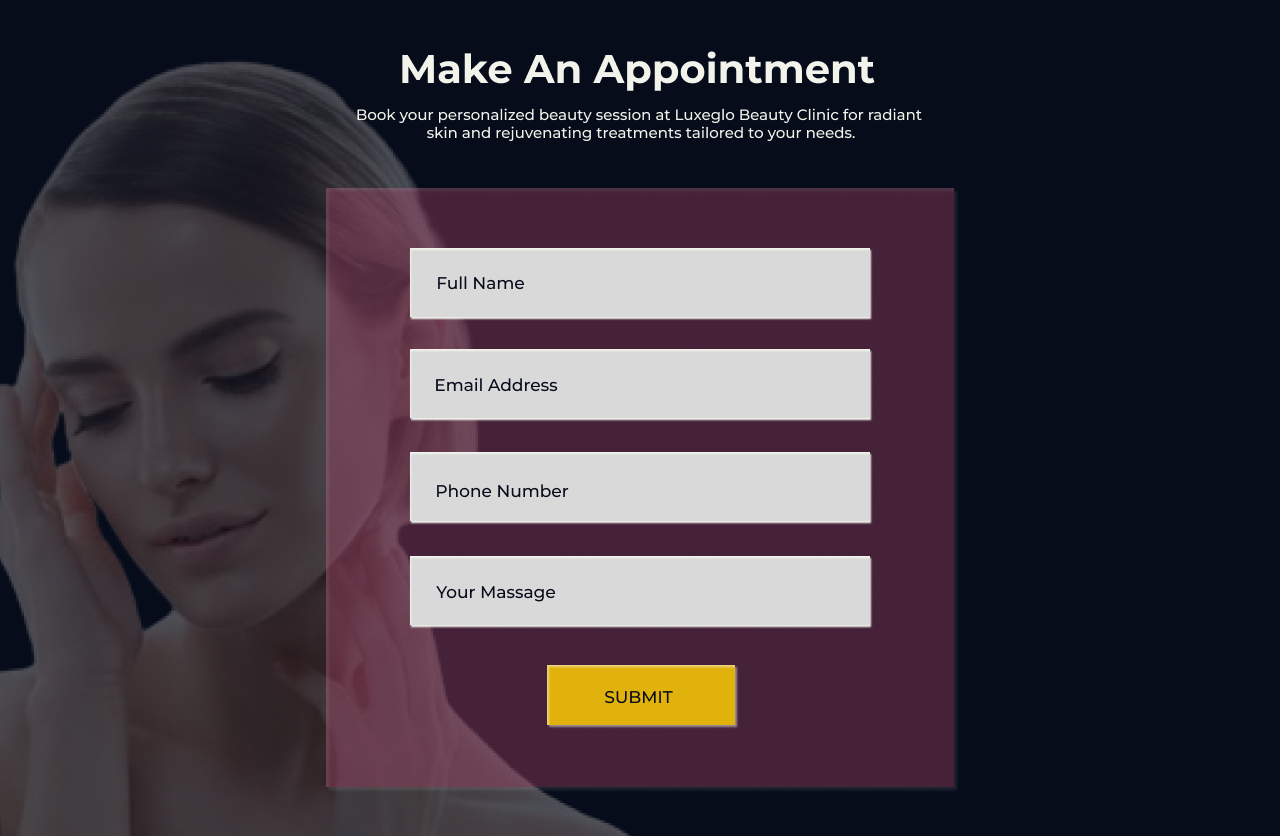 Make An Appointment
Book your personalized beauty session at Luxeglo Beauty Clinic for radiant
skin and rejuvenating treatments tailored to your needs.
Full Name
Email Address
Phone Number
Your Massage
SUBMIT